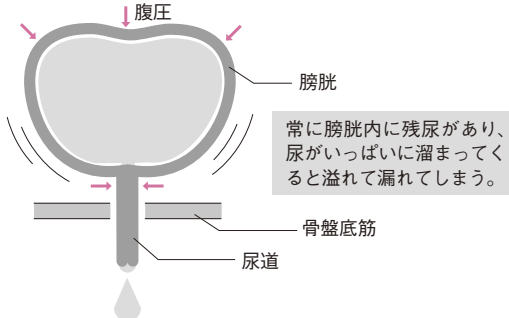 腹圧
膀胱
常に膀胱内に残尿があり、
尿がいっぱいに溜まってく
ると溢れて漏れてしまう。
骨盤底筋
尿道